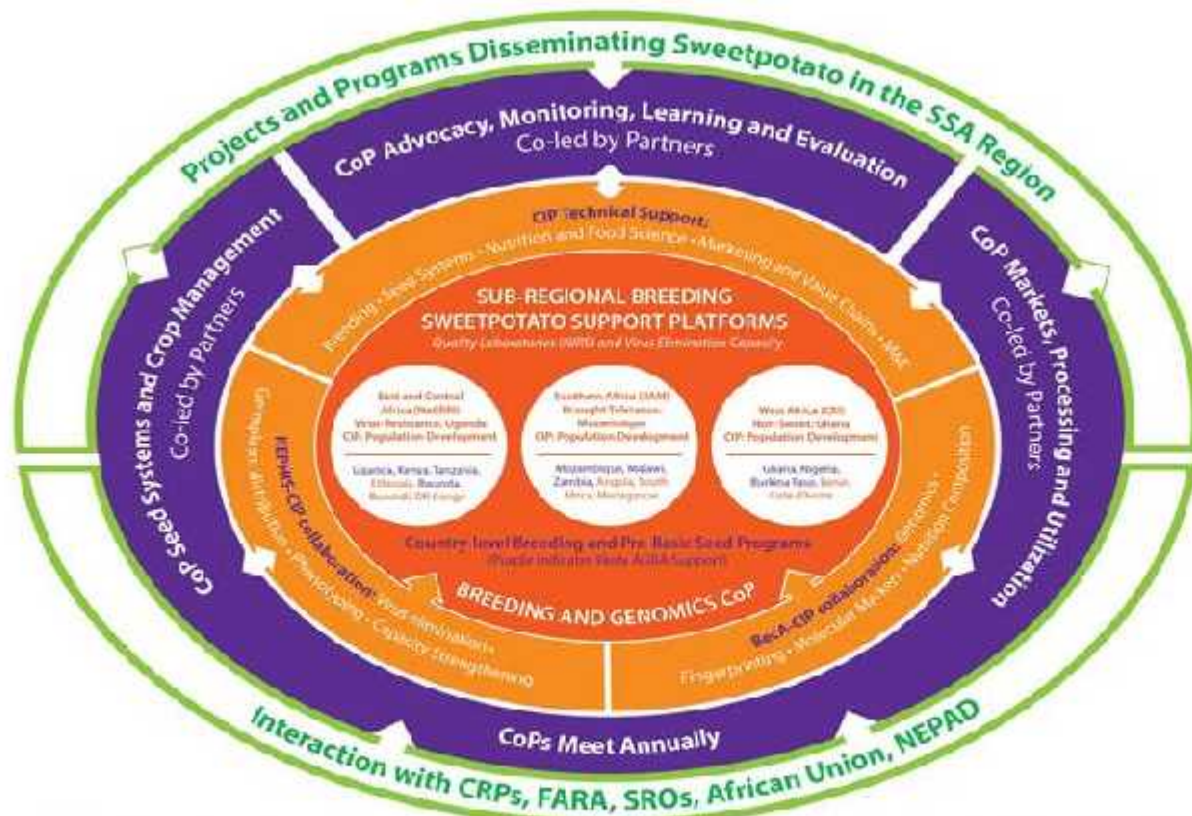 Projects and Programs Disseminating Sweetpotato in the SSA Region
CoP Advocacy, Monitoring, Learning and Evaluation
Co-led by Partners
CoP Seed Systems and Crop Management
Co-led by Partners
CoP Markets, Processing and Utilization
Co-led by Partners
CIP Technical Support:
Breeding • Seed Systems • Nutrition and Food Science • Marketing and Value Chains • M&E
SUB-REGIONAL BREEDING
SWEETPOTATO SUPPORT PLATFORMS
Quality Laboratories (NIRS) and Virus Elimination Capacity
East and Central
Africa (NaCRRI)
Virus Resistance, Uganda
CIP: Population Development
Uganda, Kenya, Tanzania,
Ethiopia, Rwanda,
Burundi, DR Congo
Southern Africa (IIAM)
Drought Tolerance,
Mozambique
CIP: Population Development
Mozambique, Malawi,
Zambia, Angola, South
Africa, Madagascar
West Africa (CRI)
Non-Sweet, Ghana
CIP: Population Development
Ghana, Nigeria,
Burkina Faso, Benin,
Cote d'Ivoire
Country-level Breeding and Pre-Basic Seed Programs
(Purple indicates have AGRA Support)
BREEDING AND GENOMICS CoP
KEPHIS-CIP collaboration: Virus elimination •
Germplasm distribution • Phenotyping • Capacity Strengthening
BecA-CIP collaboration: Genomics •
Fingerprinting • Molecular Markers • Nutrition Composition
CoPs Meet Annually
Interaction with CRPs, FARA, SROs, African Union, NEPAD